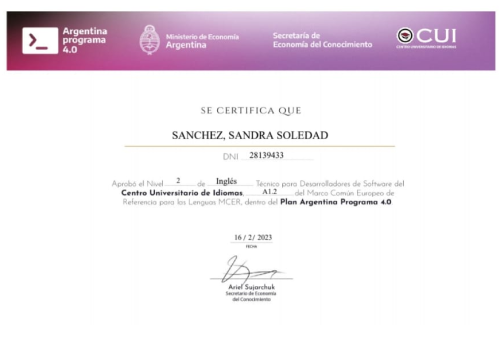 Argentina
programa
4.0
Ministerio de Economía
Argentina
Secretaría de
Economía del Conocimiento
CUI
CENTRO UNIVERSITARIO DE IDIOMAS
SE CERTIFICA QUE
SANCHEZ, SANDRA SOLEDAD
DNI 28139433
Aprobó el Nivel 2 de Inglés Técnico para Desarrolladores de Software del
Centro Universitario de Idiomas, A1.2 del Marco Común Europeo de
Referencia para las Lenguas MCER, dentro del Plan Argentina Programa 4.0.
16 / 2/ 2023
FECHA
Ariel Sujarchuk
Secretario de Economía
del Conocimiento